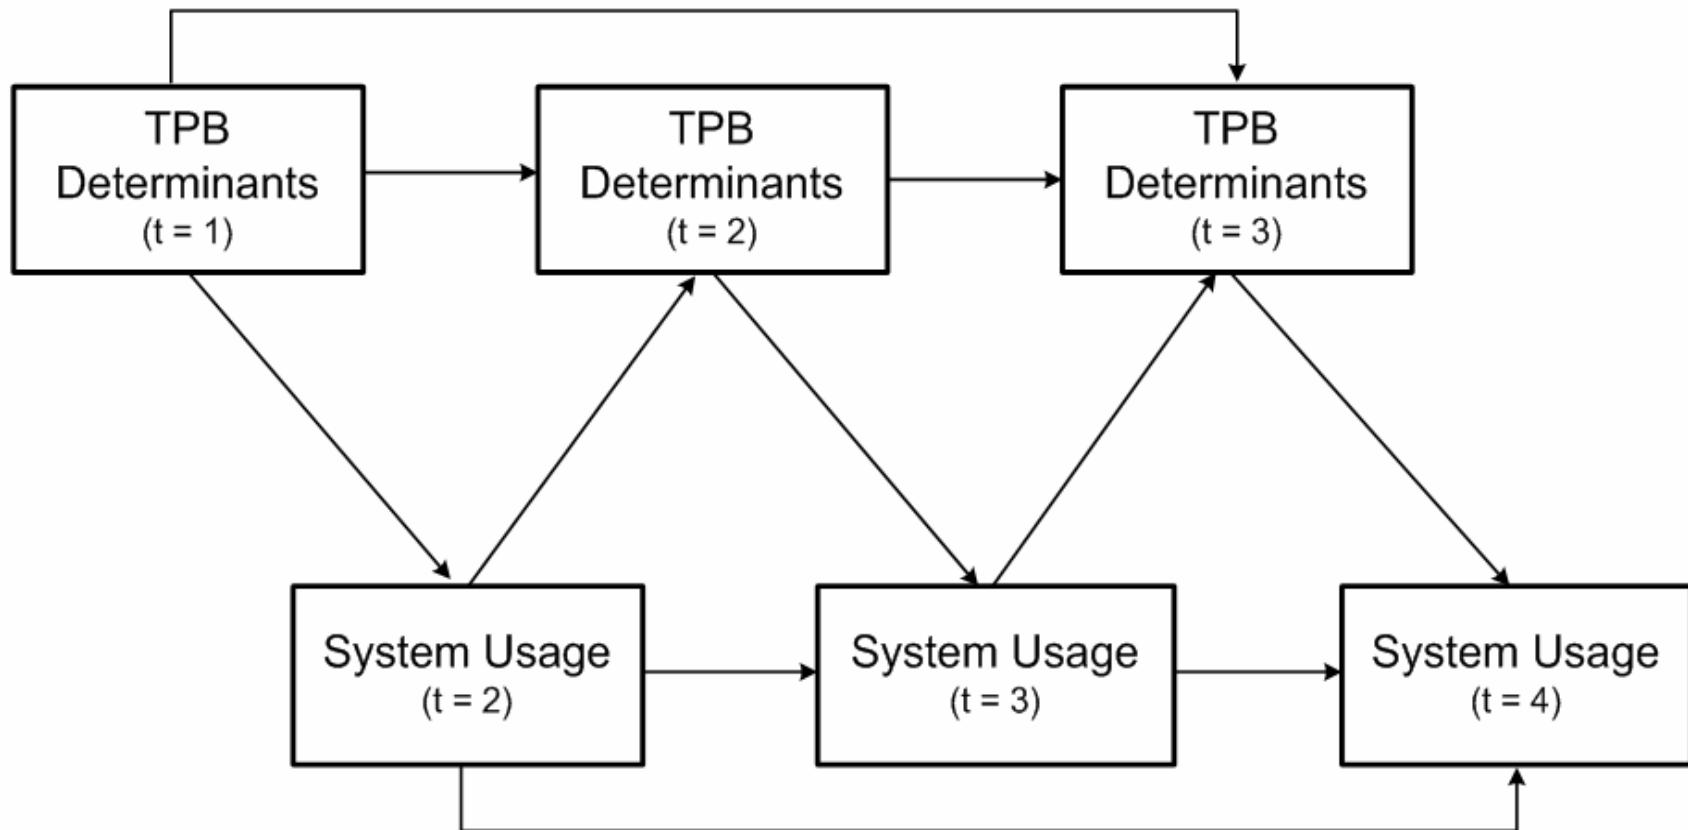 TPB
Determinants
(t = 1)
TPB
Determinants
(t = 2)
TPB
Determinants
(t = 3)
System Usage
(t = 2)
System Usage
(t = 3)
System Usage
(t = 4)